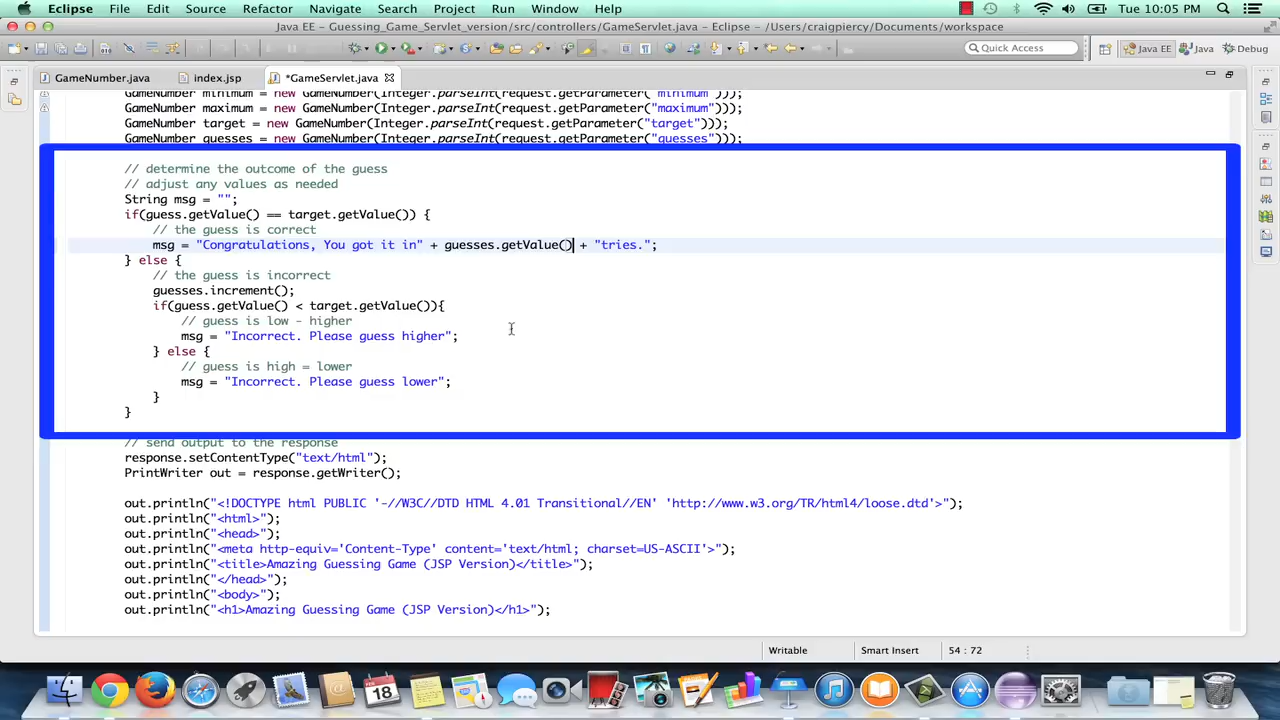 Eclipse File Edit Source Refactor Navigate Search Project Run Window Help Tue 10:05 PM
Java EE - Guessing_Game_Servlet_version/src/controllers/GameServlet.java - Eclipse - /Users/craigpiercy/Documents/workspace
Quick Access Java EE Java Debug
GameNumber.java index.jsp *GameServlet.java
GameNumber minimum = new GameNumber(Integer.parseInt(request.getParameter("minimum")));
GameNumber maximum = new GameNumber(Integer.parseInt(request.getParameter("maximum")));
GameNumber target = new GameNumber(Integer.parseInt(request.getParameter("target")));
GameNumber guesses = new GameNumber(Integer.parseInt(request.getParameter("guesses")));
// determine the outcome of the guess
// adjust any values as needed
String msg = "";
if(guess.getValue() == target.getValue()) {
// the guess is correct
msg = "Congratulations, You got it in" + guesses.getValue() + "tries.";
} else {
// the guess is incorrect
guesses.increment();
if(guess.getValue() < target.getValue()){
// guess is low - higher
msg = "Incorrect. Please guess higher";
} else {
// guess is high = lower
msg = "Incorrect. Please guess lower";
}
}
// send output to the response
response.setContentType("text/html");
PrintWriter out = response.getWriter();
out.println("<!DOCTYPE html PUBLIC '-//W3C//DTD HTML 4.01 Transitional//EN' 'http://www.w3.org/TR/html4/loose.dtd'>");
out.println("<html>");
out.println("<head>");
out.println("<meta http-equiv='Content-Type' content='text/html; charset=US-ASCII'>");
out.println("<title>Amazing Guessing Game (JSP Version)</title>");
out.println("</head>");
out.println("<body>");
out.println("<h1>Amazing Guessing Game (JSP Version)</h1>");
Writable Smart Insert 54 : 72
18